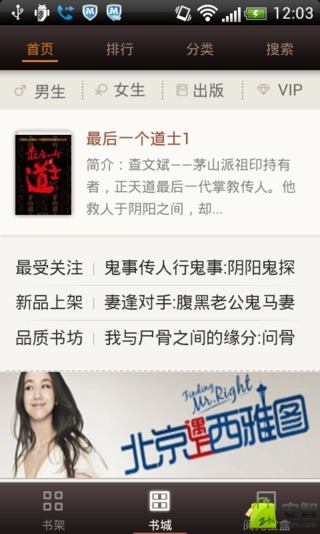 12:03
首页 排行 分类 搜索
男生 女生 出版 VIP
最后一个道士1
简介：查文斌——茅山派祖印持有
者，正天道最后一代掌教传人。他
救人于阴阳之间，却...
道士
最受关注 鬼事传人行鬼事:阴阳鬼探
新品上架 妻逢对手:腹黑老公鬼马妻
品质书坊 我与尸骨之间的缘分:问骨
Finding
Mr. Right
北京遇上西雅图
书架 书城
安智